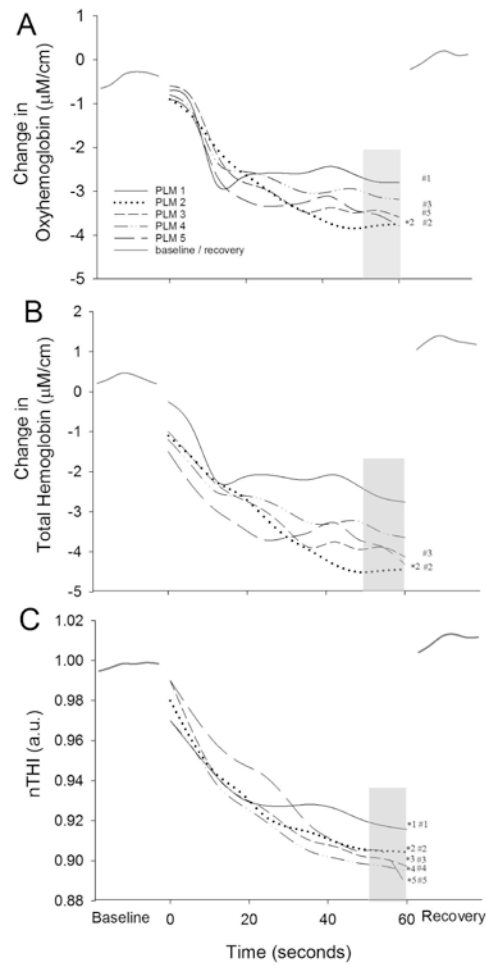 A
Change in
Oxyhemoglobin (µM/cm)
1
0
-1
-2
-3
-4
-5
PLM 1
PLM 2
PLM 3
PLM 4
PLM 5
baseline / recovery
#1
#3
#5
*2 #2
B
Change in
Total Hemoglobin (µM/cm)
2
1
0
-1
-2
-3
-4
-5
#3
*2 #2
C
nTHI (a.u.)
1.02
1.00
0.98
0.96
0.94
0.92
0.90
0.88
*1 #1
*2 #2
*3 #3
*4 #4
*5 #5
Baseline 0 20 40 60 Recovery
Time (seconds)